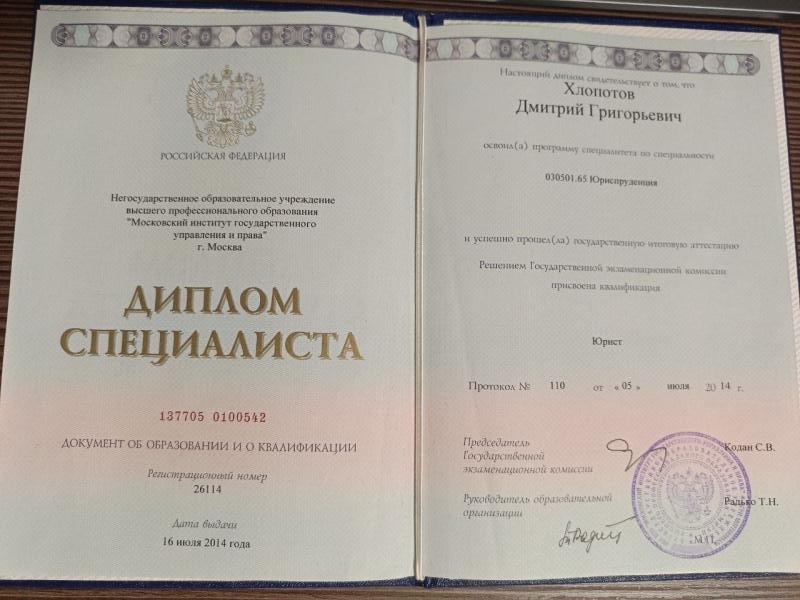 РОССИЙСКАЯ ФЕДЕРАЦИЯ
Негосударственное образовательное учреждение
высшего профессионального образования
"Московский институт государственного
управления и права"
г. Москва
ДИПЛОМ
СПЕЦИАЛИСТА
137705 0100542
ДОКУМЕНТ ОБ ОБРАЗОВАНИИ И О КВАЛИФИКАЦИИ
Регистрационный номер
26114
Дата выдачи
16 июля 2014 года
Настоящий диплом свидетельствует о том, что
Хлопотов
Дмитрий Григорьевич
освоил(а) программу специалитета по специальности
030501.65 Юриспруденция
и успешно прошел(ла) государственную итоговую аттестацию
Решением Государственной экзаменационной комиссии
присвоена квалификация
Юрист
Протокол № 110 от « 05 » июля 20 14 г.
Председатель
Государственной
экзаменационной комиссии
Кодан С.В.
Руководитель образовательной
организации
Радько Т.Н.
М.П.